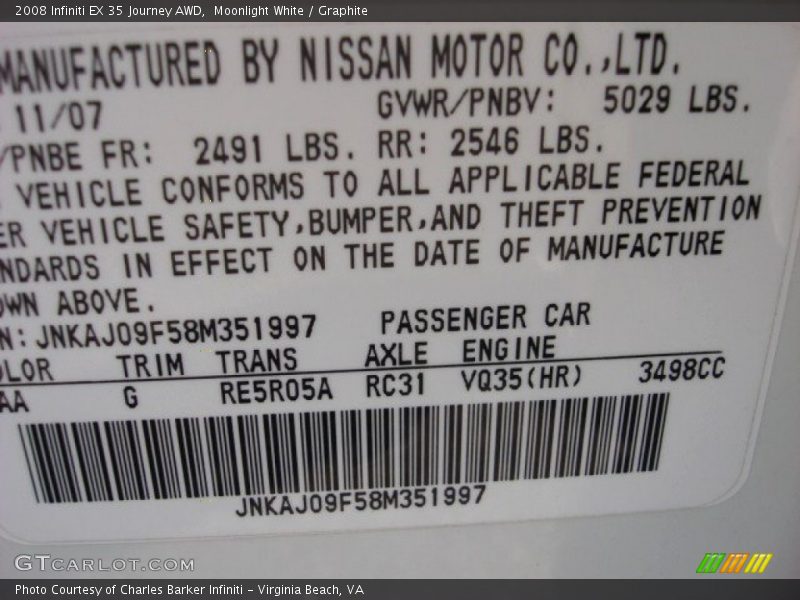 2008 Infiniti EX 35 Journey AWD, Moonlight White / Graphite
MANUFACTURED BY NISSAN MOTOR CO.,LTD.
11/07 GVWR/PNBV: 5029 LBS.
/PNBE FR: 2491 LBS. RR: 2546 LBS.
VEHICLE CONFORMS TO ALL APPLICABLE FEDERAL
ER VEHICLE SAFETY,BUMPER,AND THEFT PREVENTION
NDARDS IN EFFECT ON THE DATE OF MANUFACTURE
OWN ABOVE.
N: JNKAJ09F58M351997 PASSENGER CAR
OLOR TRIM TRANS AXLE ENGINE
AA G RE5R05A RC31 VQ35(HR) 3498CC
JNKAJ09F58M351997
GTCARLOT.COM
Photo Courtesy of Charles Barker Infiniti - Virginia Beach, VA